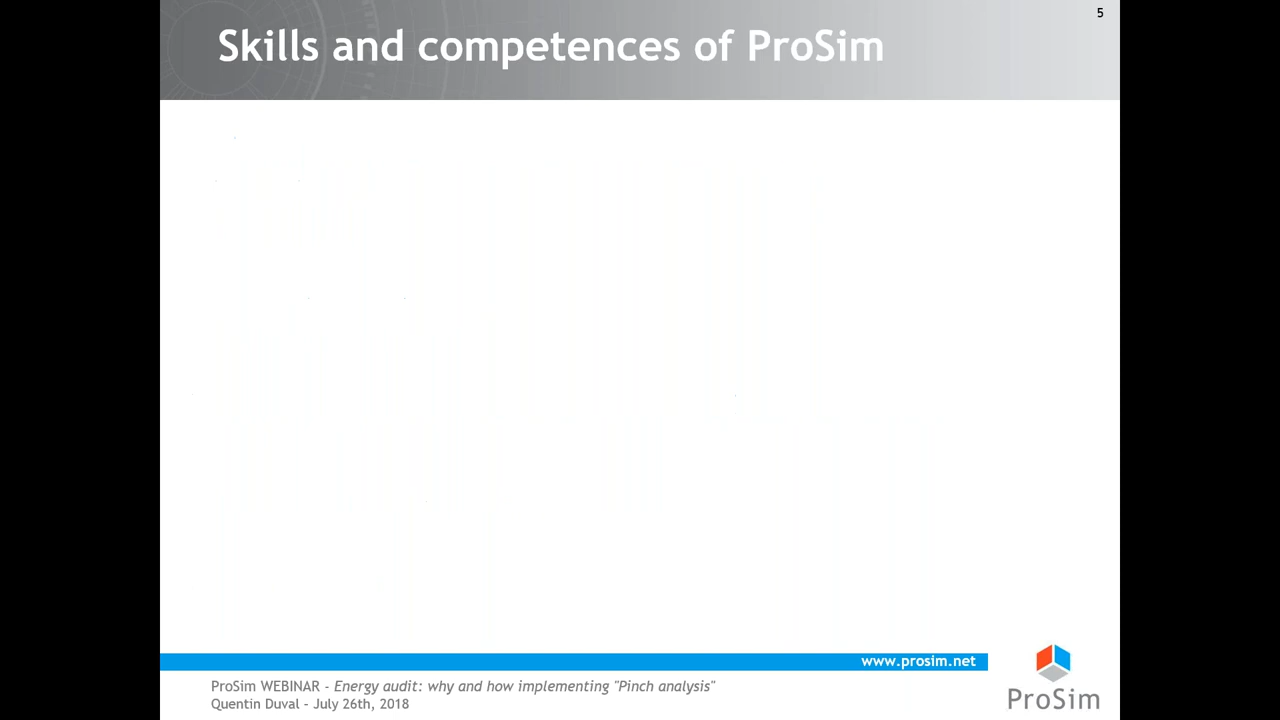 5
Skills and competences of ProSim
www.prosim.net
ProSim WEBINAR - Energy audit: why and how implementing "Pinch analysis"
Quentin Duval – July 26th, 2018
ProSim